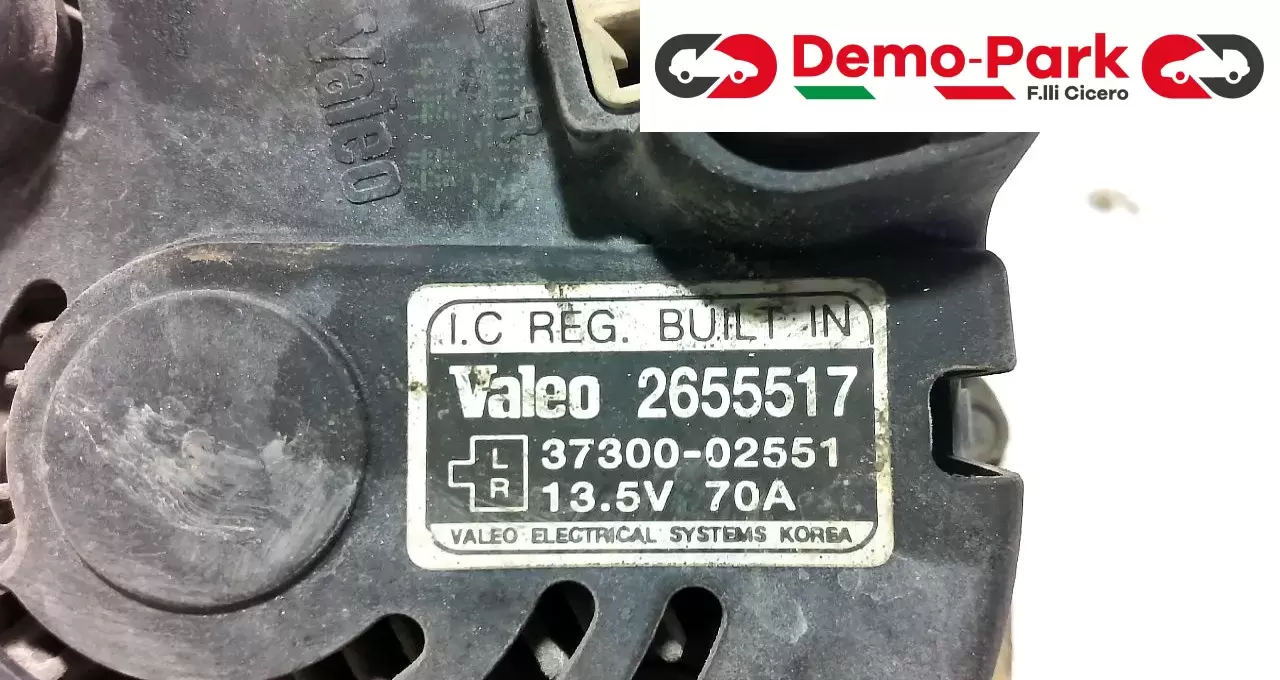 Demo-Park
F.lli Cicero
L
R
Valeo
I.C REG. BUILT IN
Valeo 2655517
L
R
37300-02551
13.5V 70A
VALEO ELECTRICAL SYSTEMS KOREA